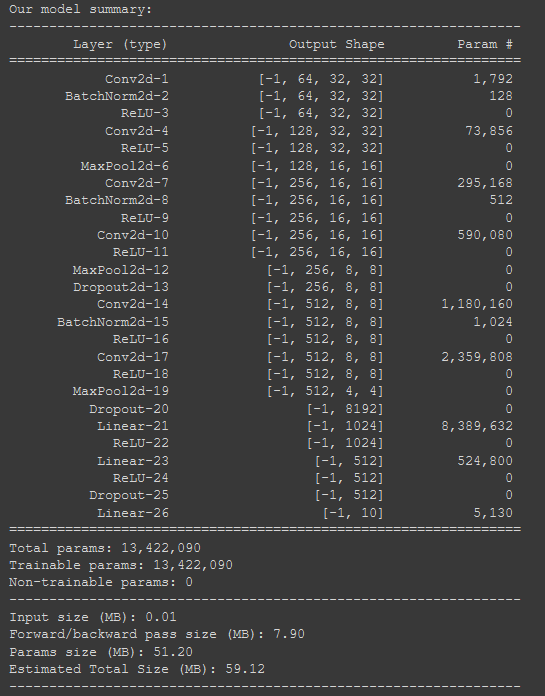 Our model summary:
----------------------------------------------------------------
Layer (type) Output Shape Param #
================================================================
Conv2d-1 [-1, 64, 32, 32] 1,792
BatchNorm2d-2 [-1, 64, 32, 32] 128
ReLU-3 [-1, 64, 32, 32] 0
Conv2d-4 [-1, 128, 32, 32] 73,856
ReLU-5 [-1, 128, 32, 32] 0
MaxPool2d-6 [-1, 128, 16, 16] 0
Conv2d-7 [-1, 256, 16, 16] 295,168
BatchNorm2d-8 [-1, 256, 16, 16] 512
ReLU-9 [-1, 256, 16, 16] 0
Conv2d-10 [-1, 256, 16, 16] 590,080
ReLU-11 [-1, 256, 16, 16] 0
MaxPool2d-12 [-1, 256, 8, 8] 0
Dropout2d-13 [-1, 256, 8, 8] 0
Conv2d-14 [-1, 512, 8, 8] 1,180,160
BatchNorm2d-15 [-1, 512, 8, 8] 1,024
ReLU-16 [-1, 512, 8, 8] 0
Conv2d-17 [-1, 512, 8, 8] 2,359,808
ReLU-18 [-1, 512, 8, 8] 0
MaxPool2d-19 [-1, 512, 4, 4] 0
Dropout-20 [-1, 8192] 0
Linear-21 [-1, 1024] 8,389,632
ReLU-22 [-1, 1024] 0
Linear-23 [-1, 512] 524,800
ReLU-24 [-1, 512] 0
Dropout-25 [-1, 512] 0
Linear-26 [-1, 10] 5,130
================================================================
Total params: 13,422,090
Trainable params: 13,422,090
Non-trainable params: 0
----------------------------------------------------------------
Input size (MB): 0.01
Forward/backward pass size (MB): 7.90
Params size (MB): 51.20
Estimated Total Size (MB): 59.12
----------------------------------------------------------------